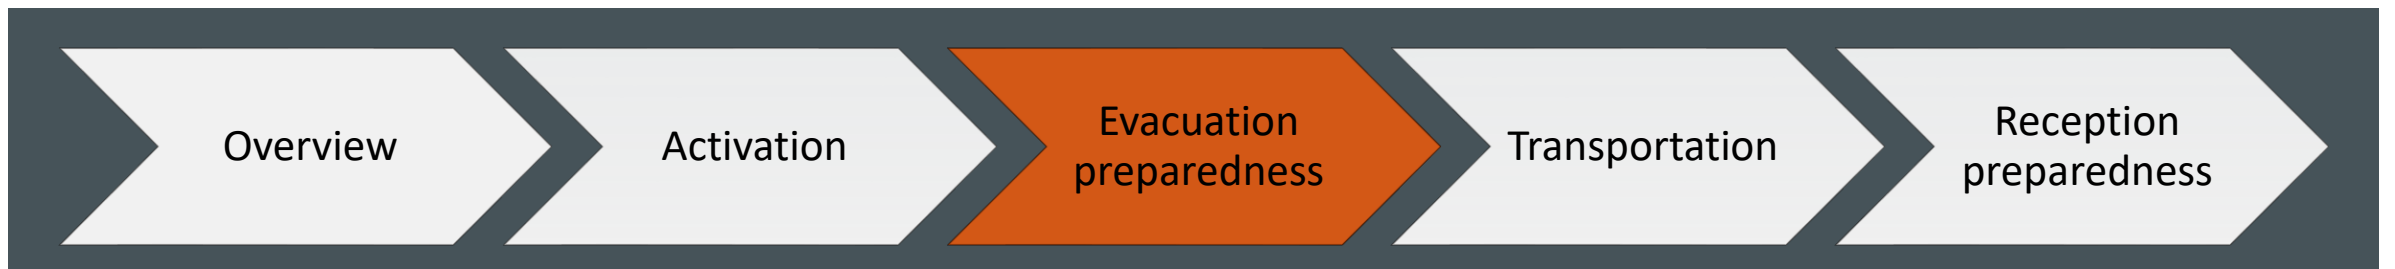 Overview
Activation
Evacuation
preparedness
Transportation
Reception
preparedness